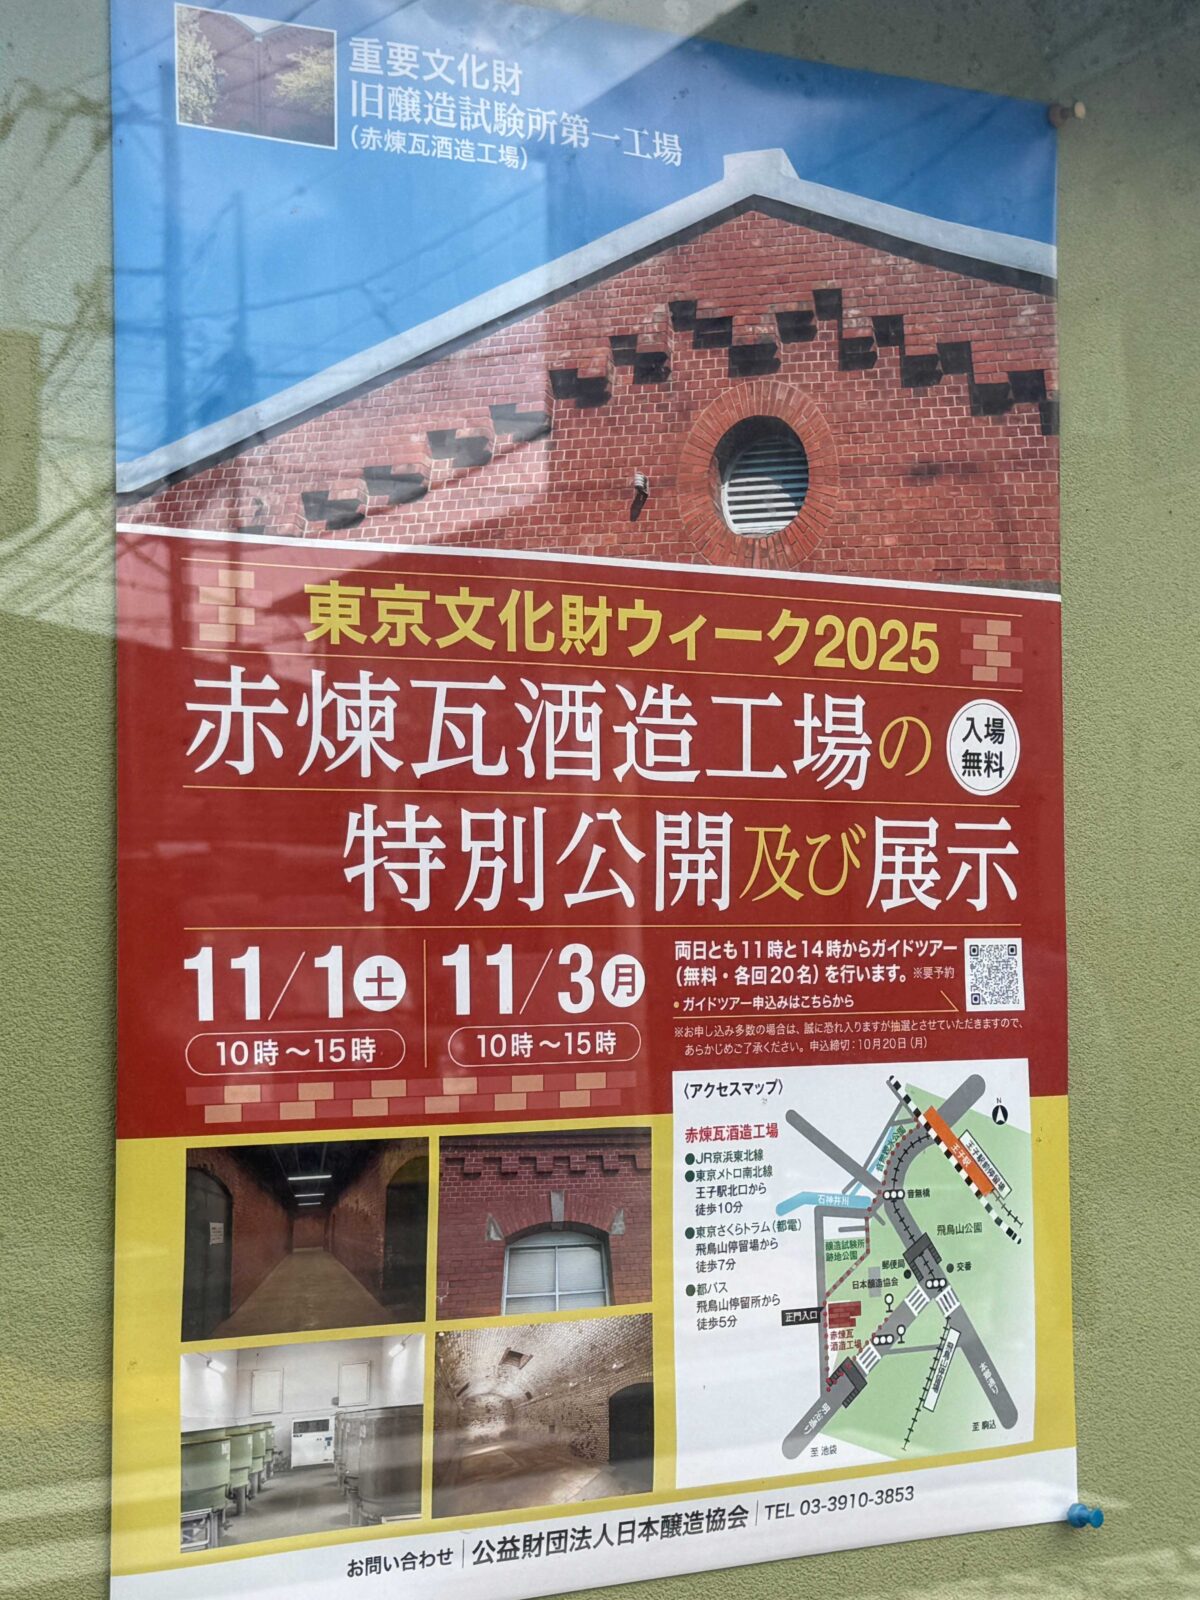 重要文化財
旧醸造試験所第一工場
(赤煉瓦酒造工場)
東京文化財ウィーク2025
赤煉瓦酒造工場の
入場
無料
特別公開及び展示
11/1土
10時〜15時
11/3月
10時〜15時
両日とも11時と14時からガイドツアー
(無料・各回20名)を行います。※要予約
・ガイドツアー申込みはこちらから
※お申し込み多数の場合は、誠に恐れ入りますが抽選とさせていただきますので、
あらかじめご了承ください。申込締切:10月20日(月)
〈アクセスマップ〉
赤煉瓦酒造工場
●JR京浜東北線
●東京メトロ南北線
王子駅北口から
徒歩10分
●東京さくらトラム(都電)
飛鳥山停留場から
徒歩7分
●都バス
飛鳥山停留所から
徒歩5分
N
王子駅
音無橋
石神井川
飛鳥山公園
醸造試験所
跡地公園
郵便局
交番
日本醸造協会
正門入口
赤煉瓦
酒造工場
明治通り
本郷通り
至 池袋
至 駒込
お問い合わせ|公益財団法人日本醸造協会|TEL 03-3910-3853